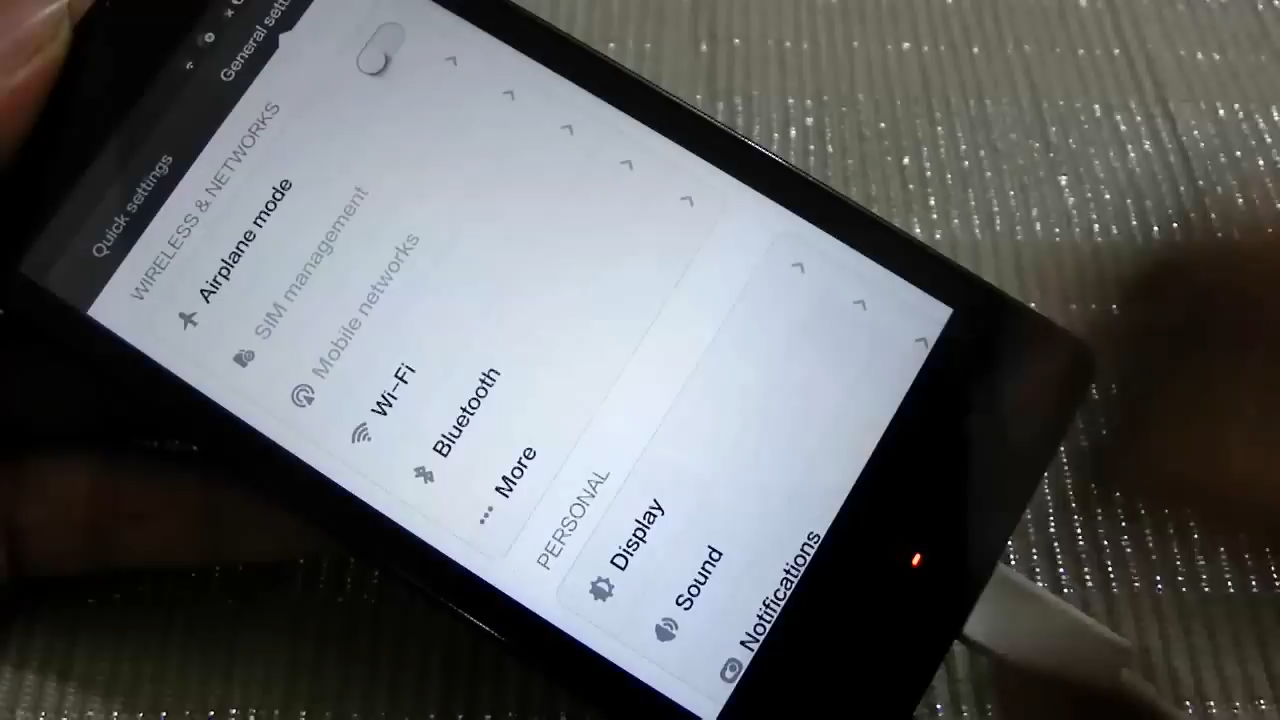 Quick settings
General sett
WIRELESS & NETWORKS
Airplane mode
SIM management
Mobile networks
Wi-Fi
Bluetooth
More
PERSONAL
Display
Sound
Notifications